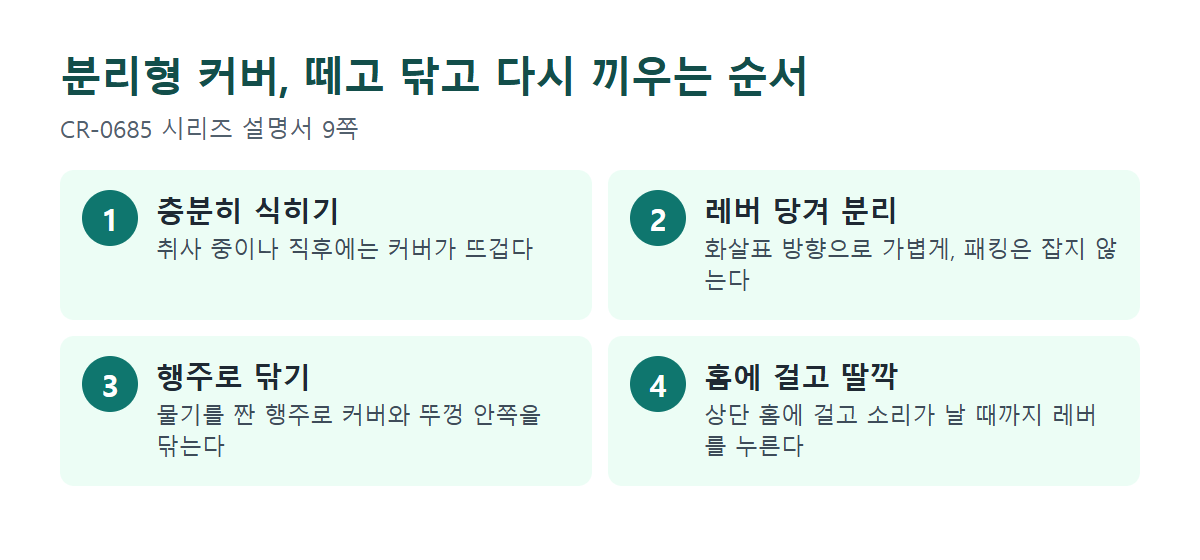 분리형 커버, 떼고 닦고 다시 끼우는 순서
CR-0685 시리즈 설명서 9쪽
1
충분히 식히기
취사 중이나 직후에는 커버가 뜨겁다
2
레버 당겨 분리
화살표 방향으로 가볍게, 패킹은 잡지 않
는다
3
행주로 닦기
물기를 짠 행주로 커버와 뚜껑 안쪽을
닦는다
4
홈에 걸고 딸깍
상단 홈에 걸고 소리가 날 때까지 레버
를 누른다